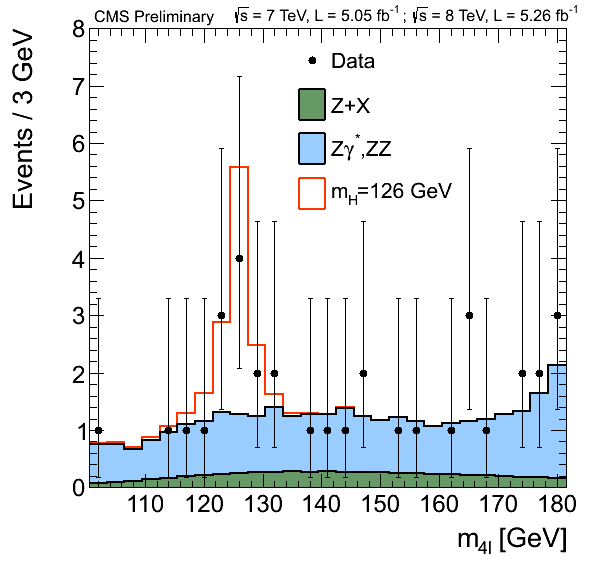 CMS Preliminary √s = 7 TeV, L = 5.05 fb⁻¹ ; √s = 8 TeV, L = 5.26 fb⁻¹
Events / 3 GeV
8
7
6
5
4
3
2
1
0
Data
Z+X
Zγ*,ZZ
mH=126 GeV
110 120 130 140 150 160 170 180
m4l [GeV]